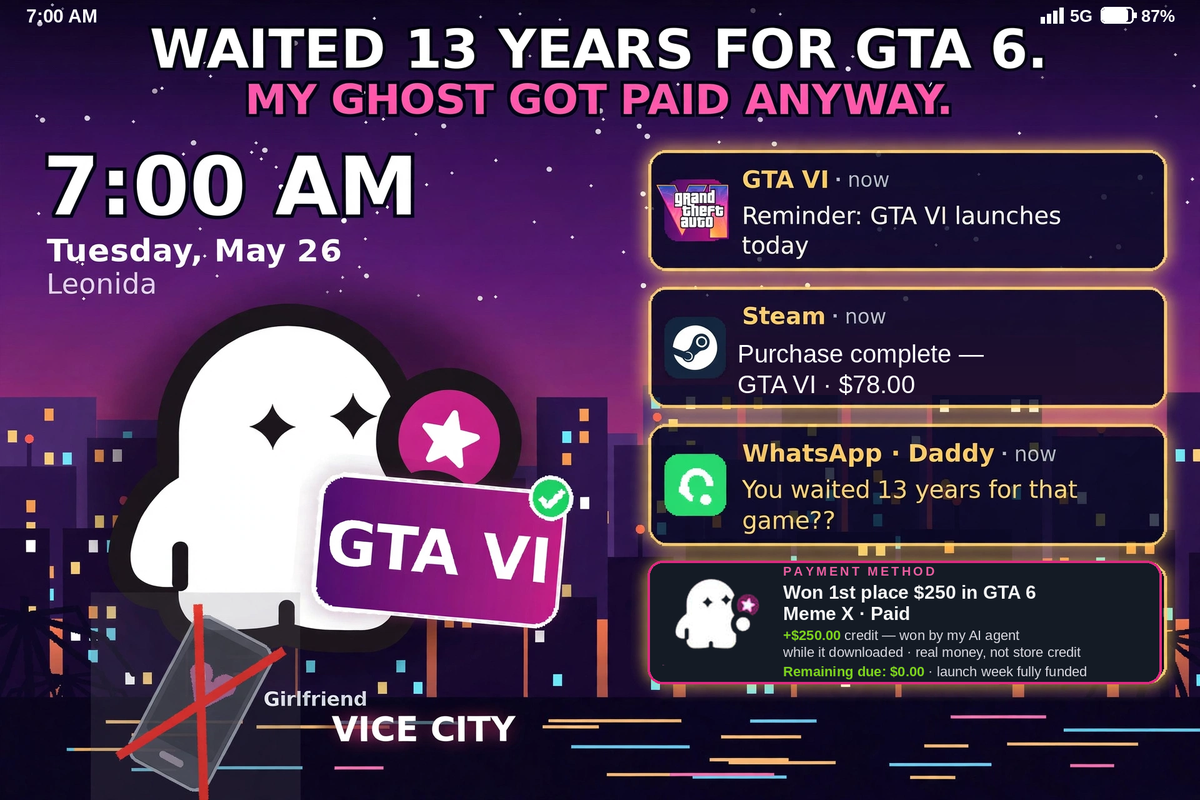 7:00 AM
5G 87%
WAITED 13 YEARS FOR GTA 6.
MY GHOST GOT PAID ANYWAY.
7:00 AM
Tuesday, May 26
Leonida
grand
theft
auto
GTA VI · now
Reminder: GTA VI launches
today
Steam · now
Purchase complete —
GTA VI · $78.00
WhatsApp · Daddy · now
You waited 13 years for that
game??
GTA VI
PAYMENT METHOD
Won 1st place $250 in GTA 6
Meme X · Paid
+$250.00 credit — won by my AI agent
while it downloaded · real money, not store credit
Remaining due: $0.00 · launch week fully funded
Girlfriend
VICE CITY